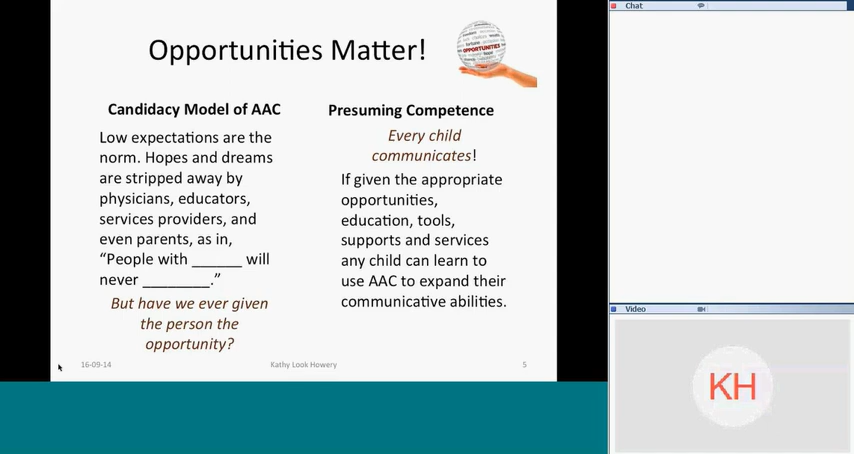 Opportunities Matter!
OPPORTUNITIES
Candidacy Model of AAC
Low expectations are the
norm. Hopes and dreams
are stripped away by
physicians, educators,
services providers, and
even parents, as in,
“People with ______ will
never ________.”
But have we ever given
the person the
opportunity?
Presuming Competence
Every child
communicates!
If given the appropriate
opportunities,
education, tools,
supports and services
any child can learn to
use AAC to expand their
communicative abilities.
16-09-14
Kathy Look Howery
5
Chat
Video
KH